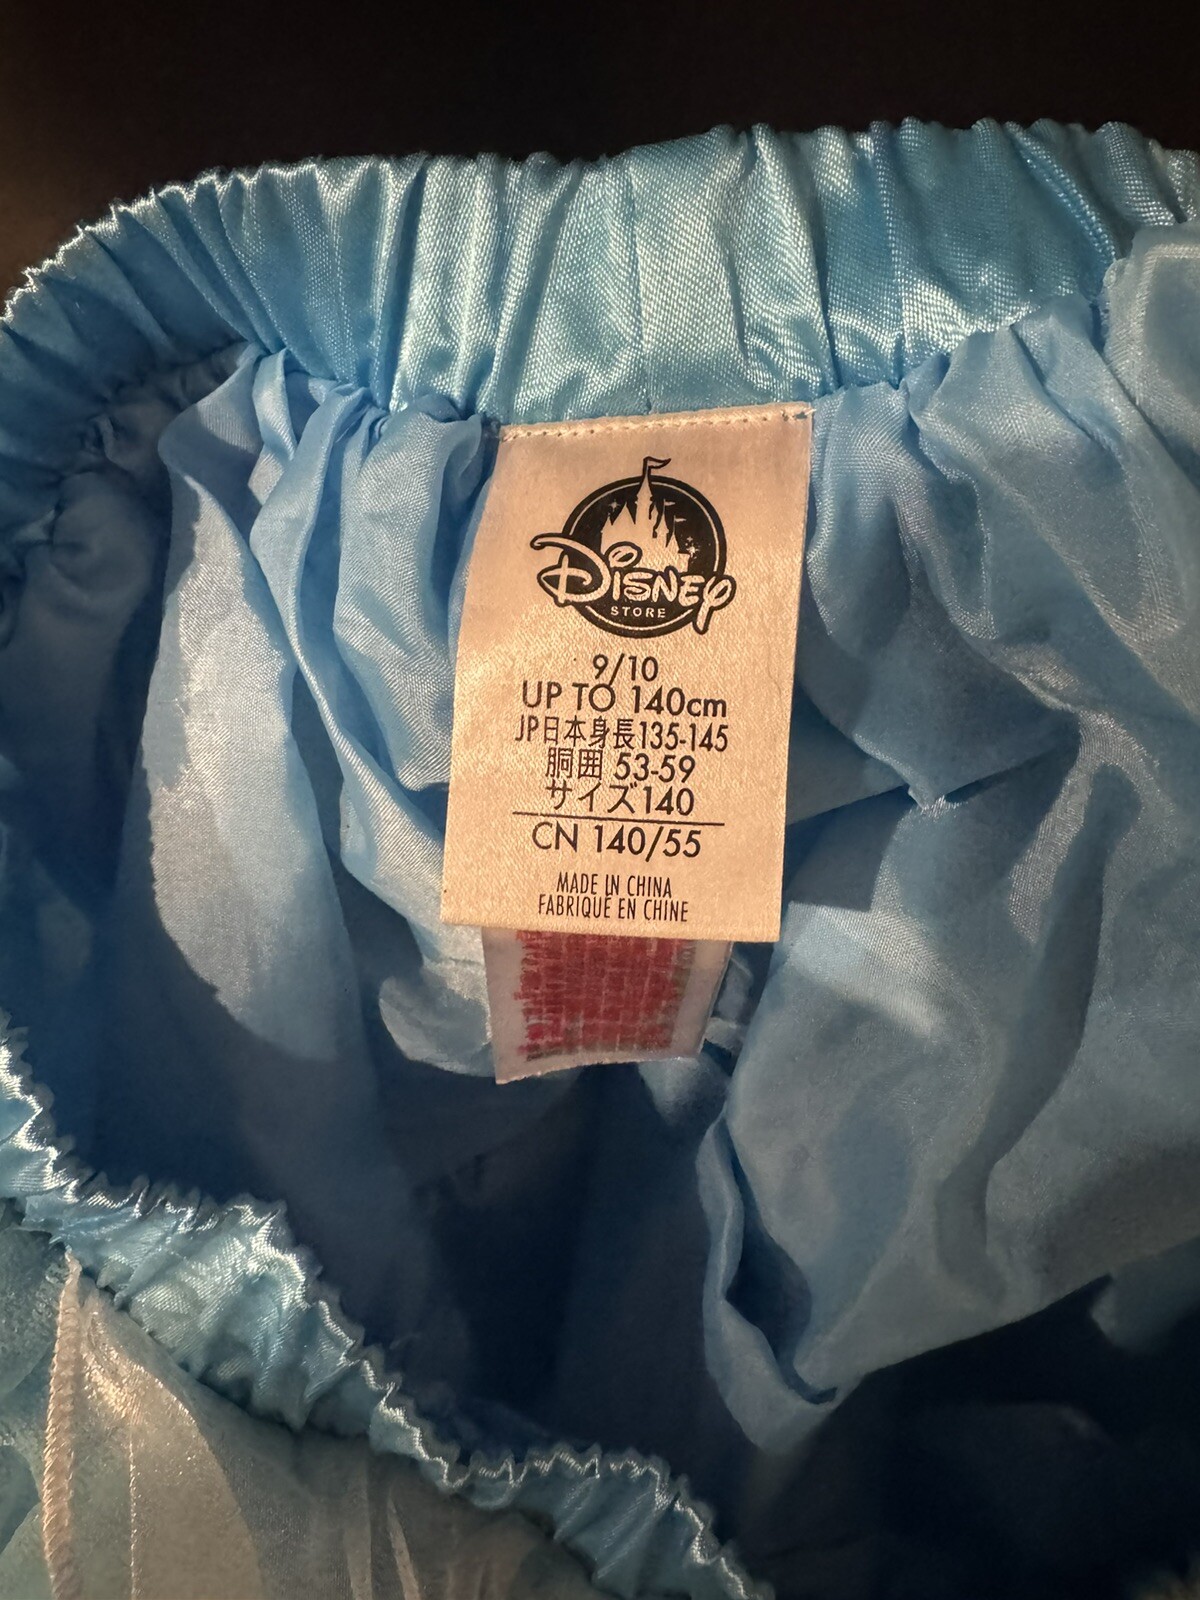 Disney
STORE
9/10
UP TO 140cm
JP日本身長135-145
胴囲 53-59
サイズ140
CN 140/55
MADE IN CHINA
FABRIQUÉ EN CHINE